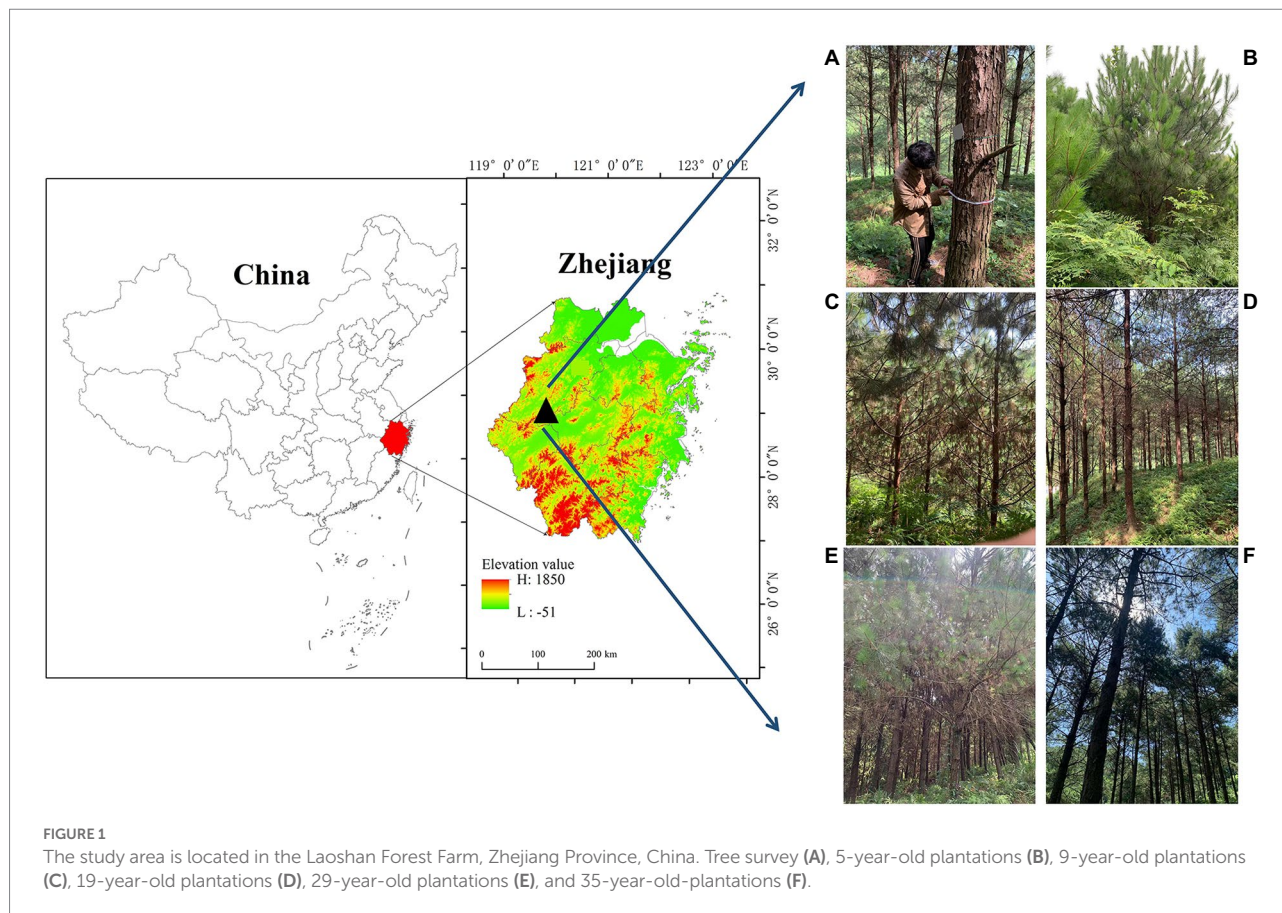 119° 0' 0"E 121° 0' 0"E 123° 0' 0"E
A
B
China
Zhejiang
32° 0' 0"N
30° 0' 0"N
28° 0' 0"N
26° 0' 0"N
C
D
Elevation value
H: 1850
L : -51
0 100 200 km
E
F
FIGURE 1
The study area is located in the Laoshan Forest Farm, Zhejiang Province, China. Tree survey (A), 5-year-old plantations (B), 9-year-old plantations
(C), 19-year-old plantations (D), 29-year-old plantations (E), and 35-year-old-plantations (F).